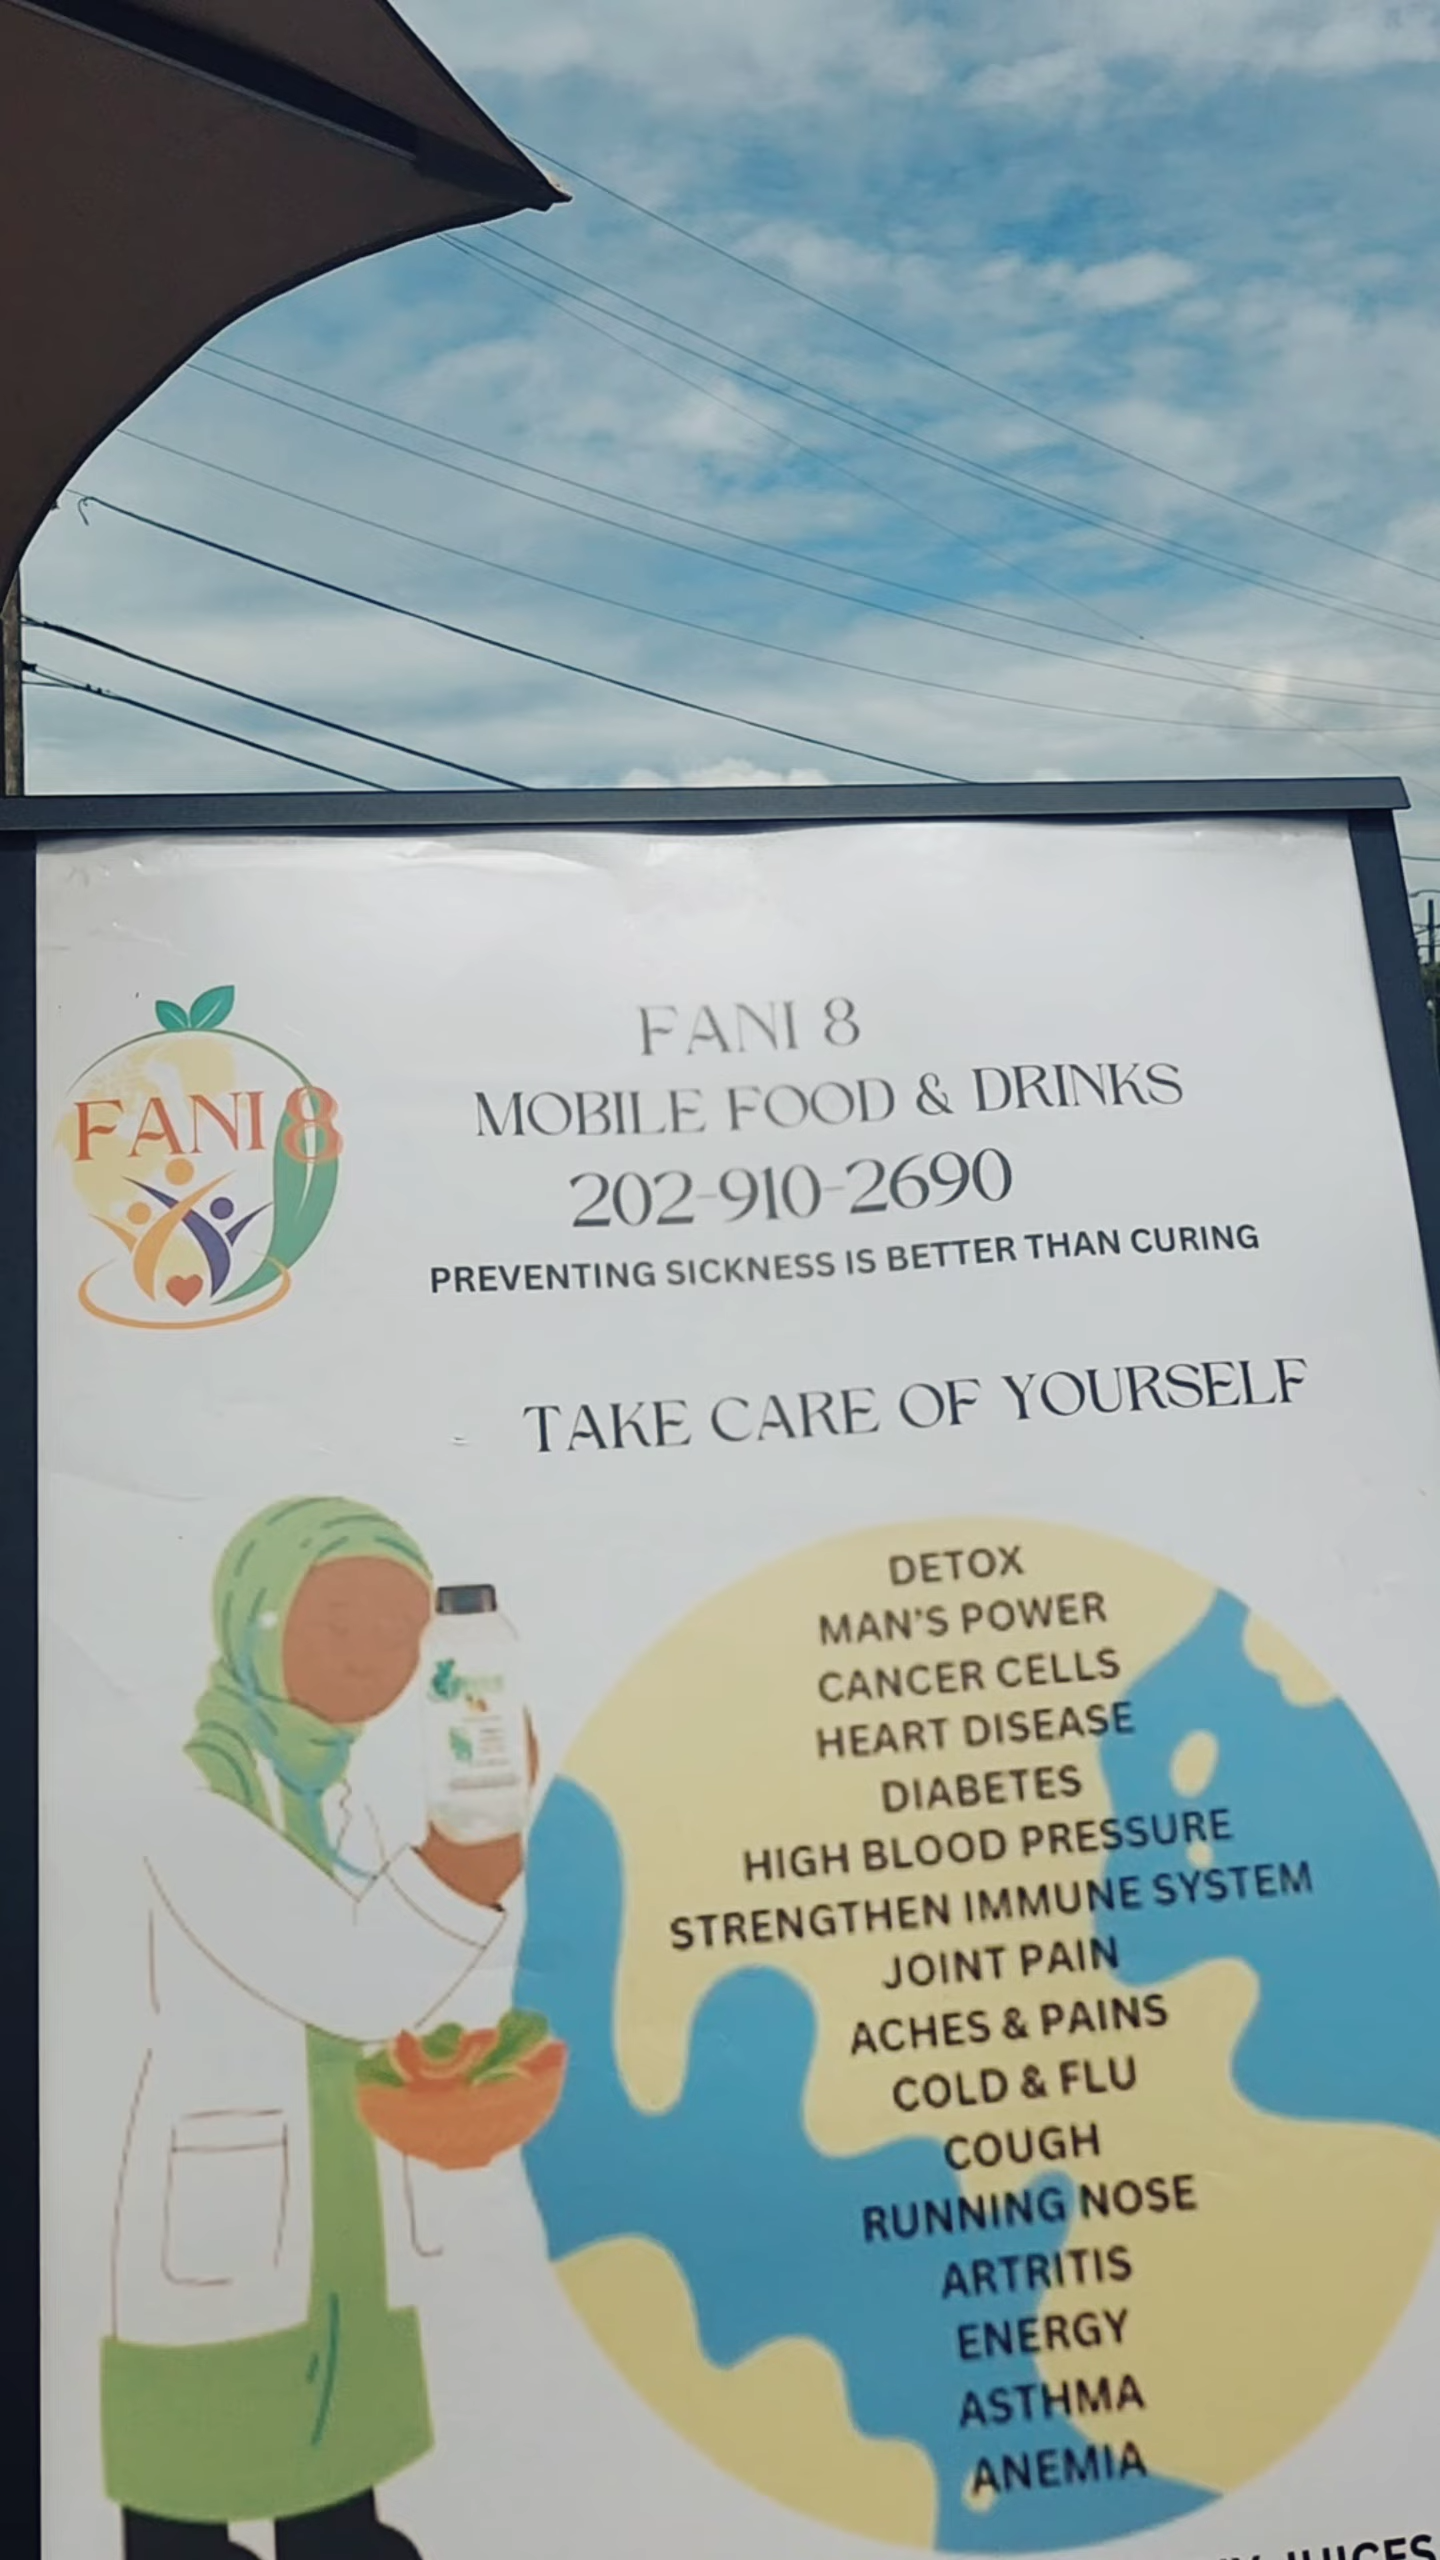 FANI 8
FANI 8
MOBILE FOOD & DRINKS
202-910-2690
PREVENTING SICKNESS IS BETTER THAN CURING
TAKE CARE OF YOURSELF
DETOX
MAN'S POWER
CANCER CELLS
HEART DISEASE
DIABETES
HIGH BLOOD PRESSURE
STRENGTHEN IMMUNE SYSTEM
JOINT PAIN
ACHES & PAINS
COLD & FLU
COUGH
RUNNING NOSE
ARTRITIS
ENERGY
ASTHMA
ANEMIA
JUICES